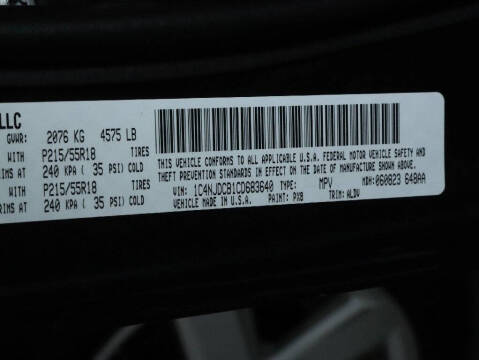 LLC
GVWR: 2076 KG 4575 LB
WITH P215/55R18 TIRES
RIMS AT 240 KPA ( 35 PSI) COLD
WITH P215/55R18 TIRES
RIMS AT 240 KPA ( 35 PSI) COLD
THIS VEHICLE CONFORMS TO ALL APPLICABLE U.S.A. FEDERAL MOTOR VEHICLE SAFETY AND
THEFT PREVENTION STANDARDS IN EFFECT ON THE DATE OF MANUFACTURE SHOWN ABOVE.
VIN: 1C4NJDCB1CD683640 TYPE: MPV MDH: 060823 648AA
VEHICLE MADE IN U.S.A. PAINT: PX8 TRIM: ALDV